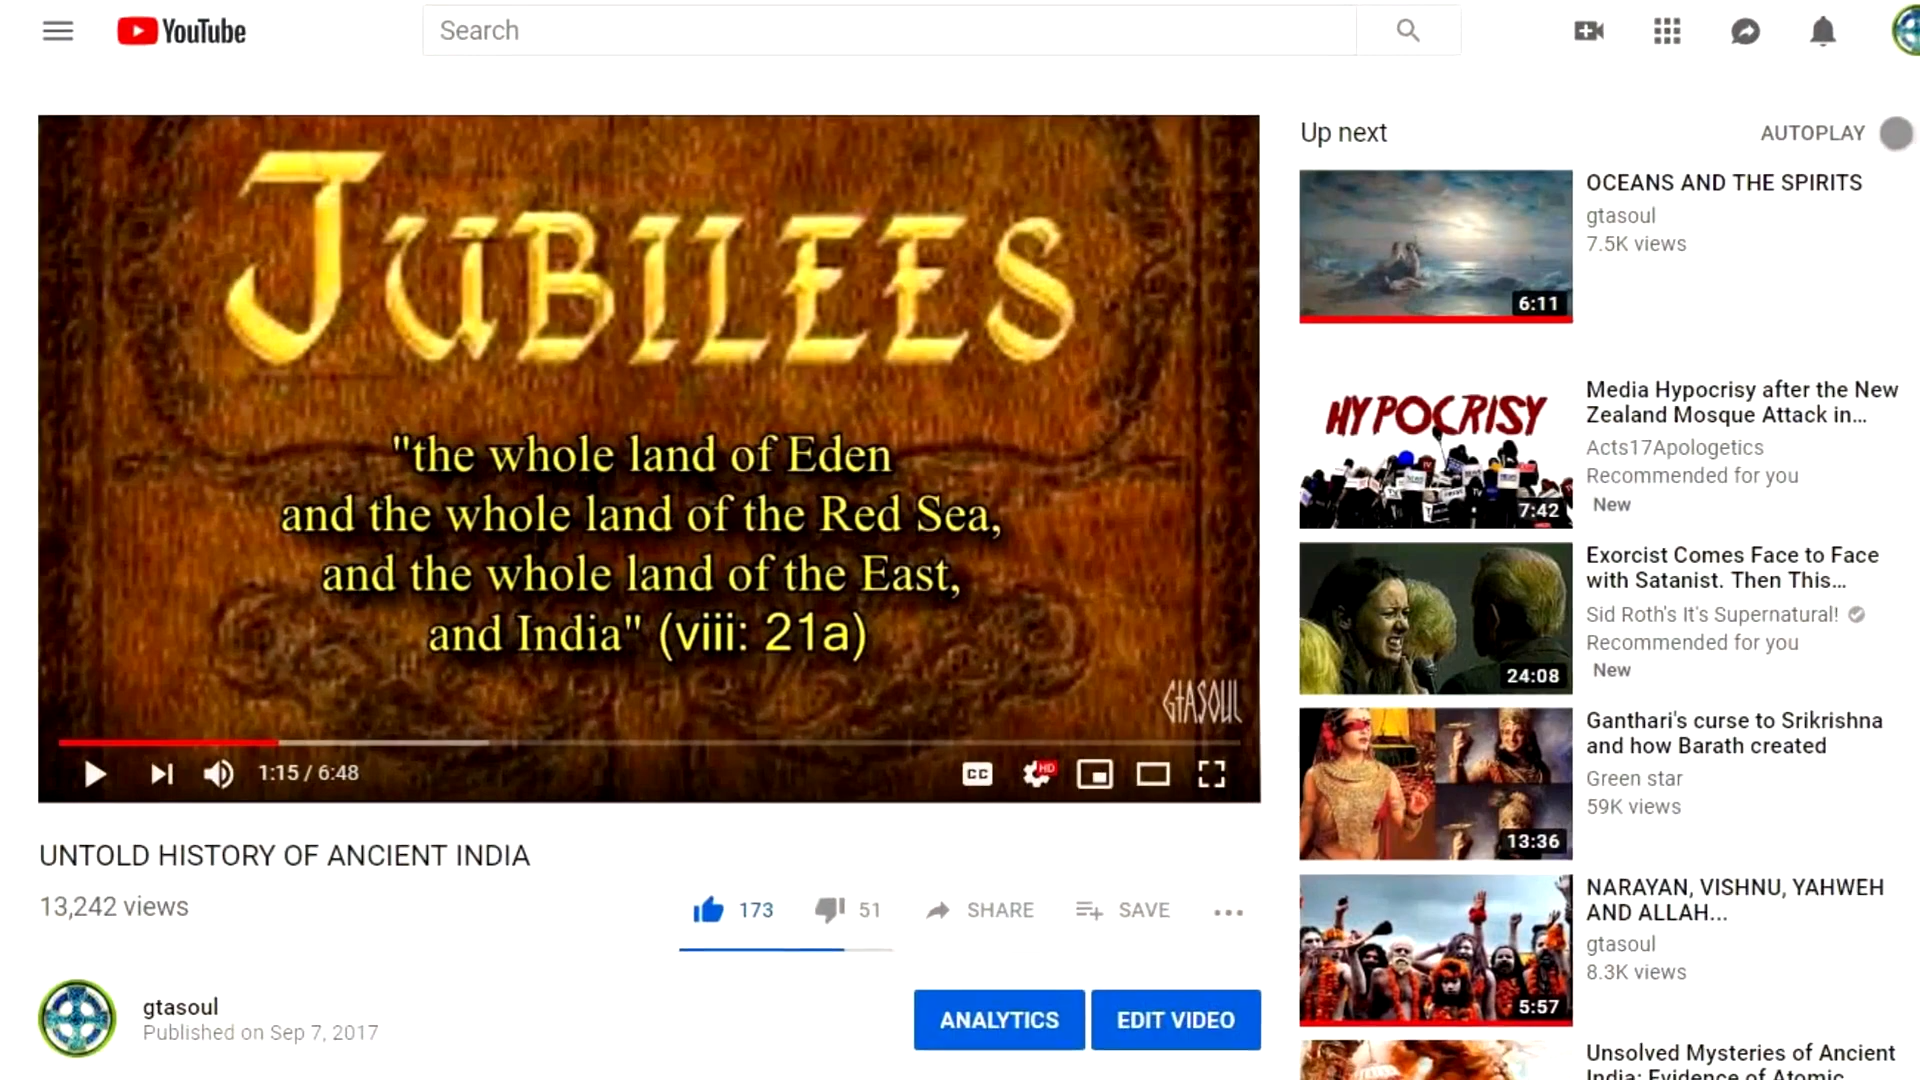 YouTube
Search
JUBILEES
"the whole land of Eden
and the whole land of the Red Sea,
and the whole land of the East,
and India" (viii: 21a)
GtASOUL
1:15 / 6:48
CC
HD
UNTOLD HISTORY OF ANCIENT INDIA
13,242 views
173
51
SHARE
SAVE
gtasoul
Published on Sep 7, 2017
ANALYTICS
EDIT VIDEO
Up next
AUTOPLAY
6:11
OCEANS AND THE SPIRITS
gtasoul
7.5K views
HYPOCRISY
7:42
Media Hypocrisy after the New
Zealand Mosque Attack in...
Acts17Apologetics
Recommended for you
New
24:08
Exorcist Comes Face to Face
with Satanist. Then This...
Sid Roth's It's Supernatural!
Recommended for you
New
13:36
Ganthari's curse to Srikrishna
and how Barath created
Green star
59K views
5:57
NARAYAN, VISHNU, YAHWEH
AND ALLAH...
gtasoul
8.3K views
Unsolved Mysteries of Ancient
India: Evidence of Atomic